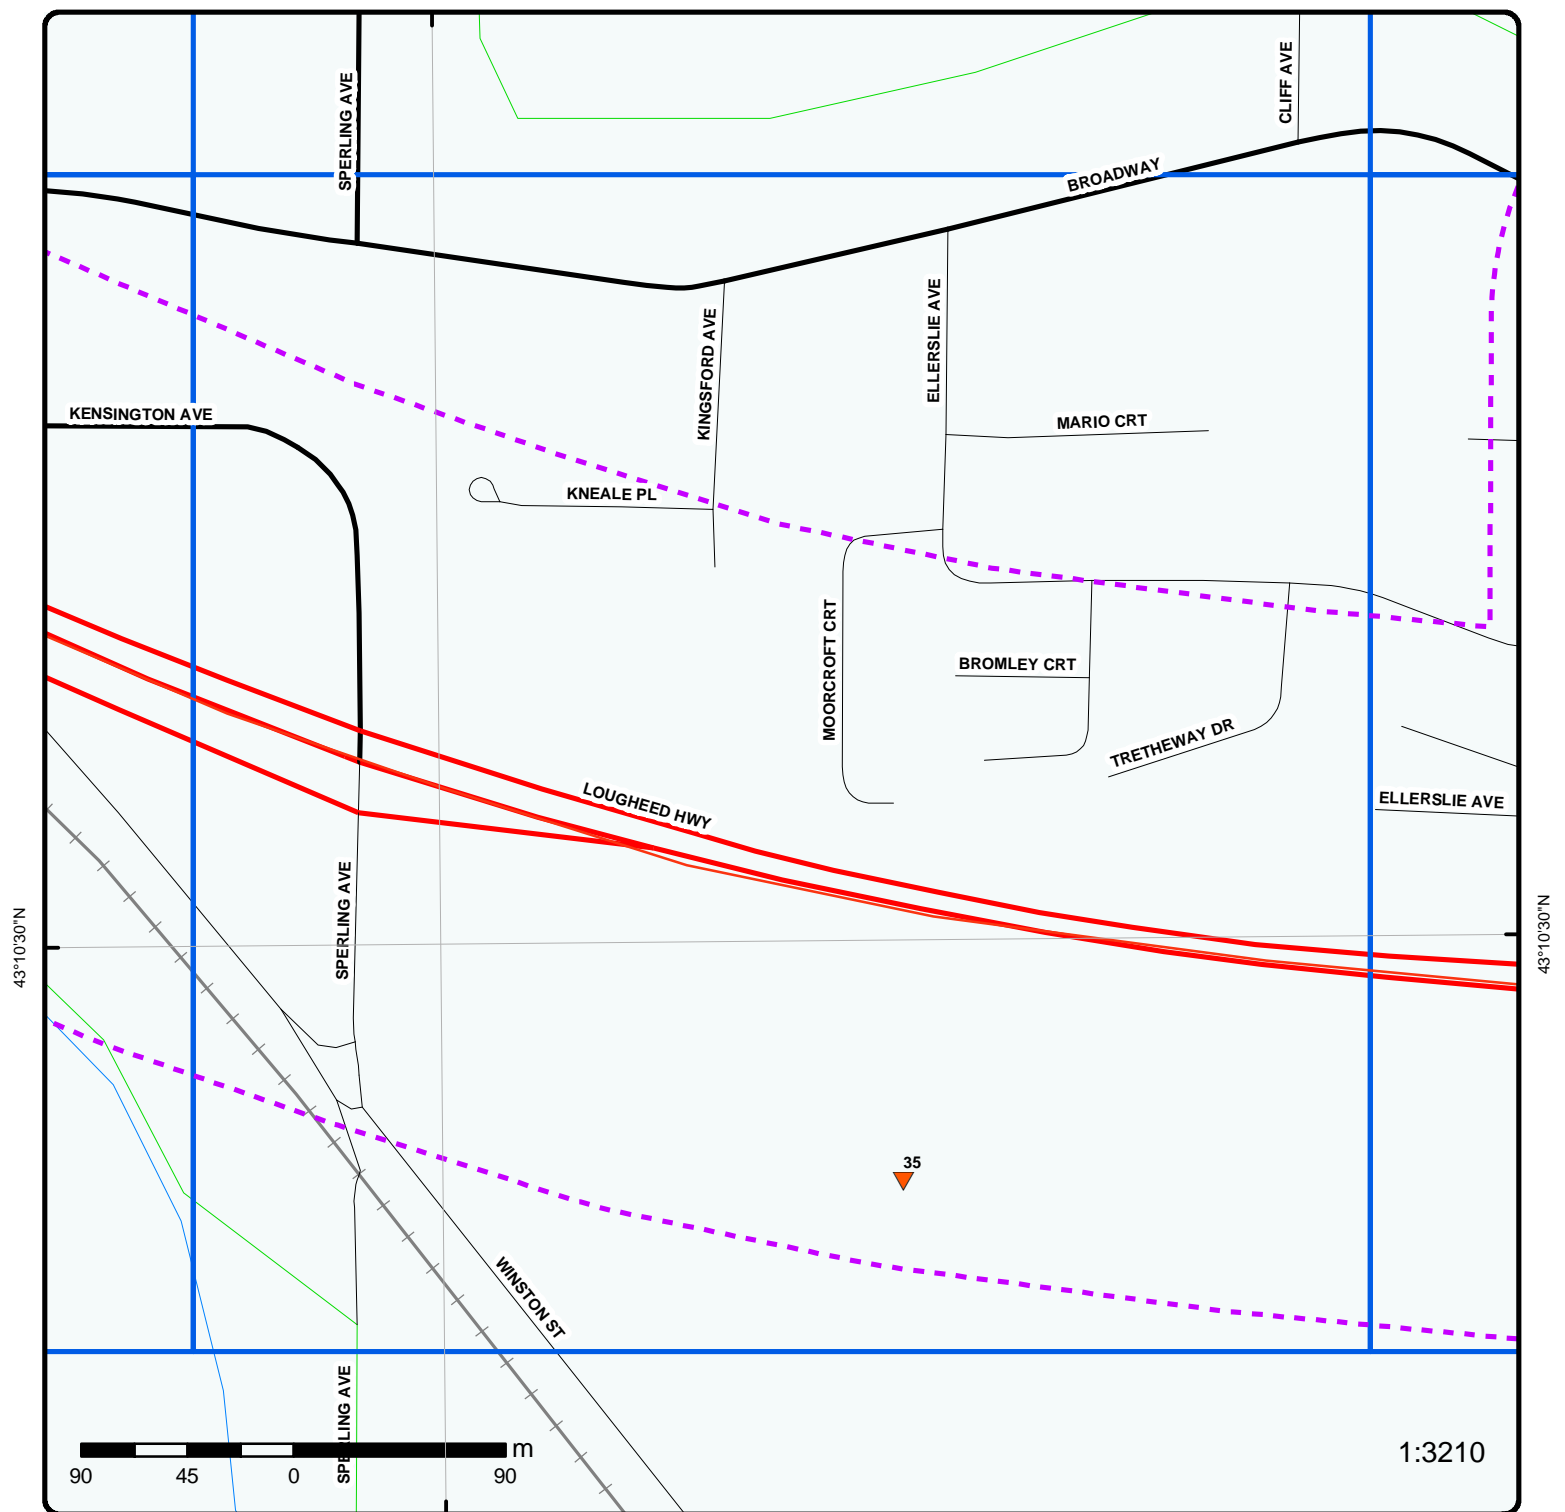 SPERLING AVE
CLIFF AVE
BROADWAY
KINGSFORD AVE
ELLERSLIE AVE
KENSINGTON AVE
MARIO CRT
KNEALE PL
MOORCROFT CRT
BROMLEY CRT
TRETHEWAY DR
LOUGHEED HWY
ELLERSLIE AVE
SPERLING AVE
43°10'30"N
43°10'30"N
35
WINSTON ST
SPERLING AVE
m
90 45 0 90
1:3210